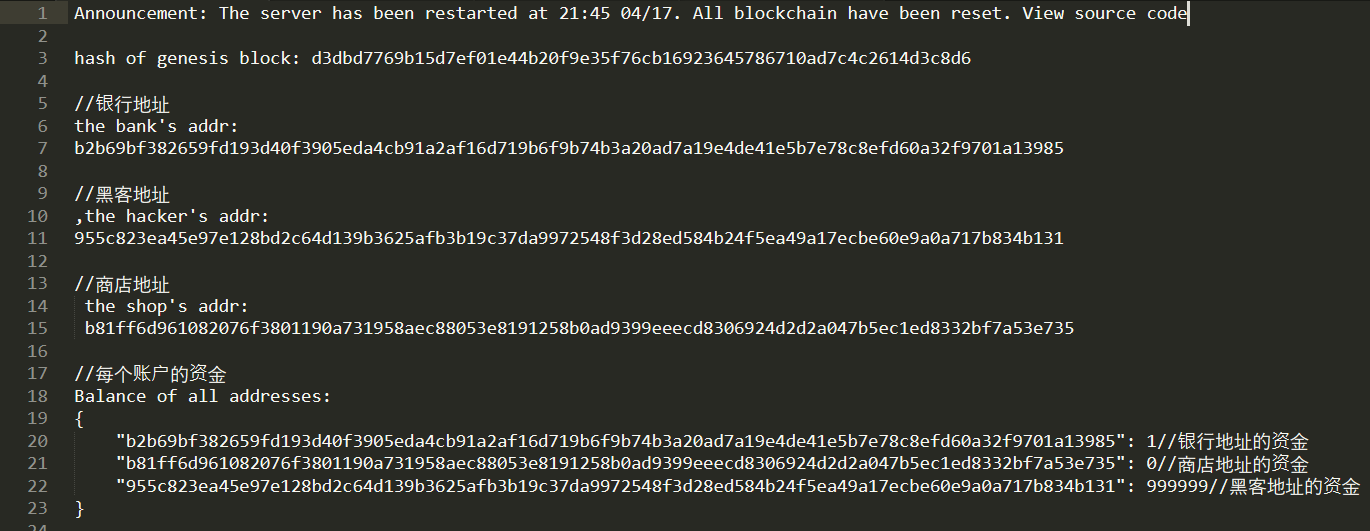 1 Announcement: The server has been restarted at 21:45 04/17. All blockchain have been reset. View source code
2
3 hash of genesis block: d3dbd7769b15d7ef01e44b20f9e35f76cb16923645786710ad7c4c2614d3c8d6
4
5 //银行地址
6 the bank's addr:
7 b2b69bf382659fd193d40f3905eda4cb91a2af16d719b6f9b74b3a20ad7a19e4de41e5b7e78c8efd60a32f9701a13985
8
9 //黑客地址
10 ,the hacker's addr:
11 955c823ea45e97e128bd2c64d139b3625afb3b19c37da9972548f3d28ed584b24f5ea49a17ecbe60e9a0a717b834b131
12
13 //商店地址
14 the shop's addr:
15 b81ff6d961082076f3801190a731958aec88053e8191258b0ad9399eeecd8306924d2d2a047b5ec1ed8332bf7a53e735
16
17 //每个账户的资金
18 Balance of all addresses:
19 {
20 "b2b69bf382659fd193d40f3905eda4cb91a2af16d719b6f9b74b3a20ad7a19e4de41e5b7e78c8efd60a32f9701a13985": 1//银行地址的资金
21 "b81ff6d961082076f3801190a731958aec88053e8191258b0ad9399eeecd8306924d2d2a047b5ec1ed8332bf7a53e735": 0//商店地址的资金
22 "955c823ea45e97e128bd2c64d139b3625afb3b19c37da9972548f3d28ed584b24f5ea49a17ecbe60e9a0a717b834b131": 999999//黑客地址的资金
23 }
24